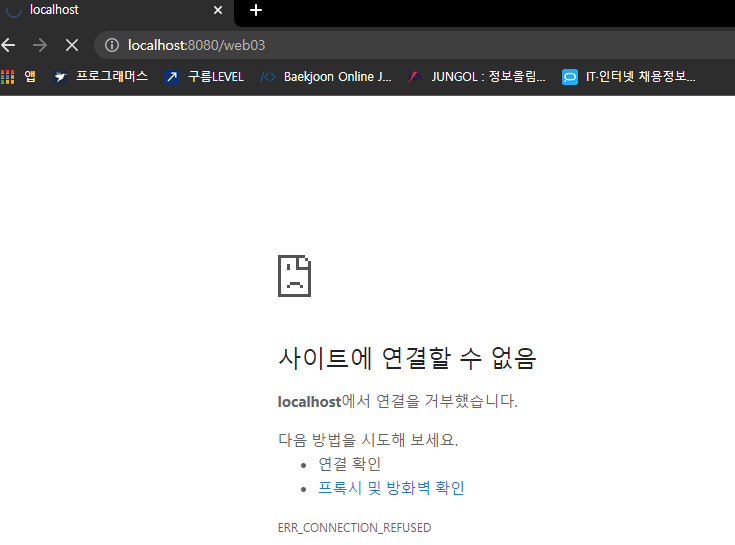 localhost
localhost:8080/web03
앱 프로그래머스 구름LEVEL Baekjoon Online J... JUNGOL : 정보올림... IT·인터넷 채용정보...
사이트에 연결할 수 없음
localhost에서 연결을 거부했습니다.
다음 방법을 시도해 보세요.
연결 확인
프록시 및 방화벽 확인
ERR_CONNECTION_REFUSED